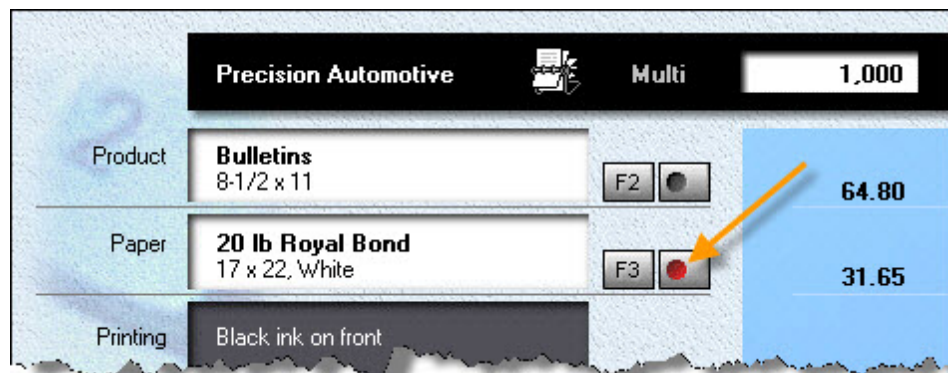 Precision Automotive Multi 1,000
Product Bulletins
8-1/2 x 11
F2 64.80
Paper 20 lb Royal Bond
17 x 22, White
F3 31.65
Printing Black ink on front